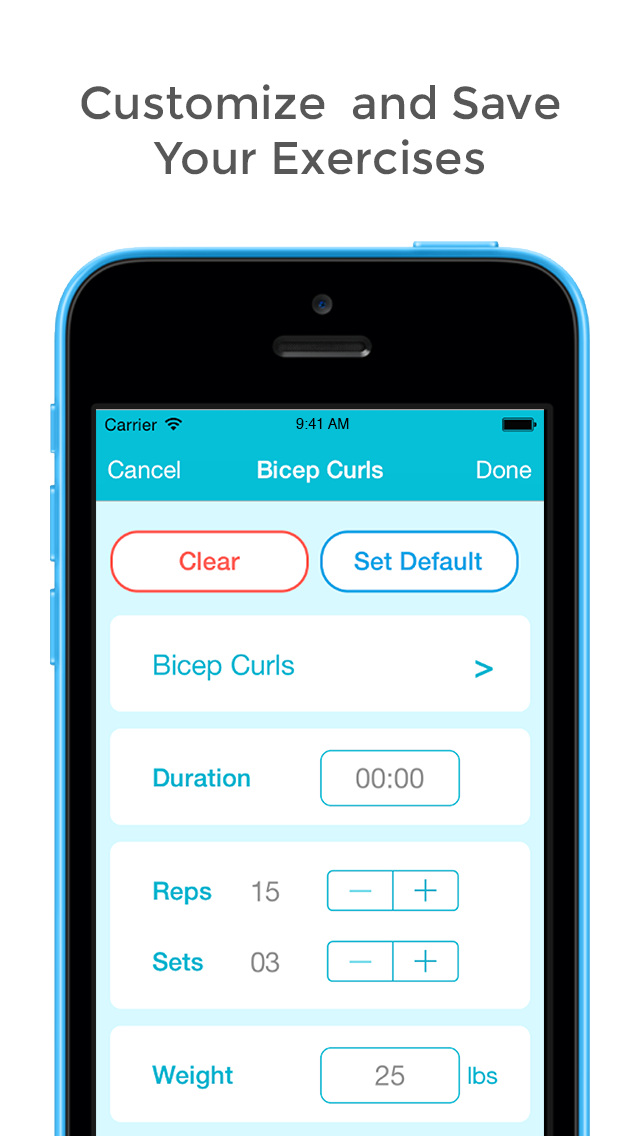 Customize and Save
Your Exercises
Carrier 9:41 AM
Cancel Bicep Curls Done
Clear Set Default
Bicep Curls >
Duration 00:00
Reps 15 − +
Sets 03 − +
Weight 25 lbs